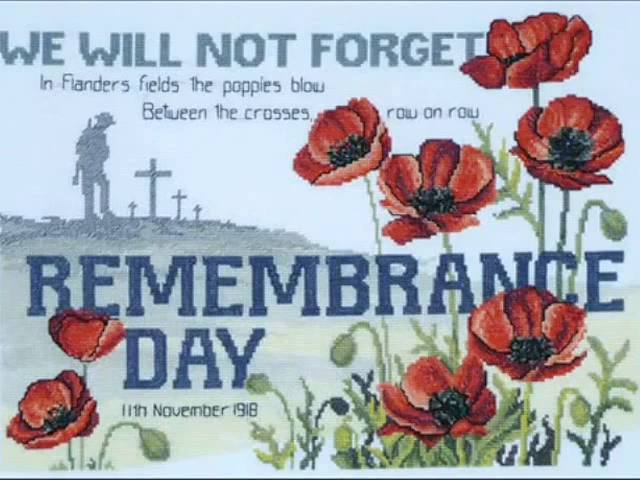 WE WILL NOT FORGET
In Flanders fields the poppies blow
Between the crosses, row on row
REMEMBRANCE
DAY
11th November 1918